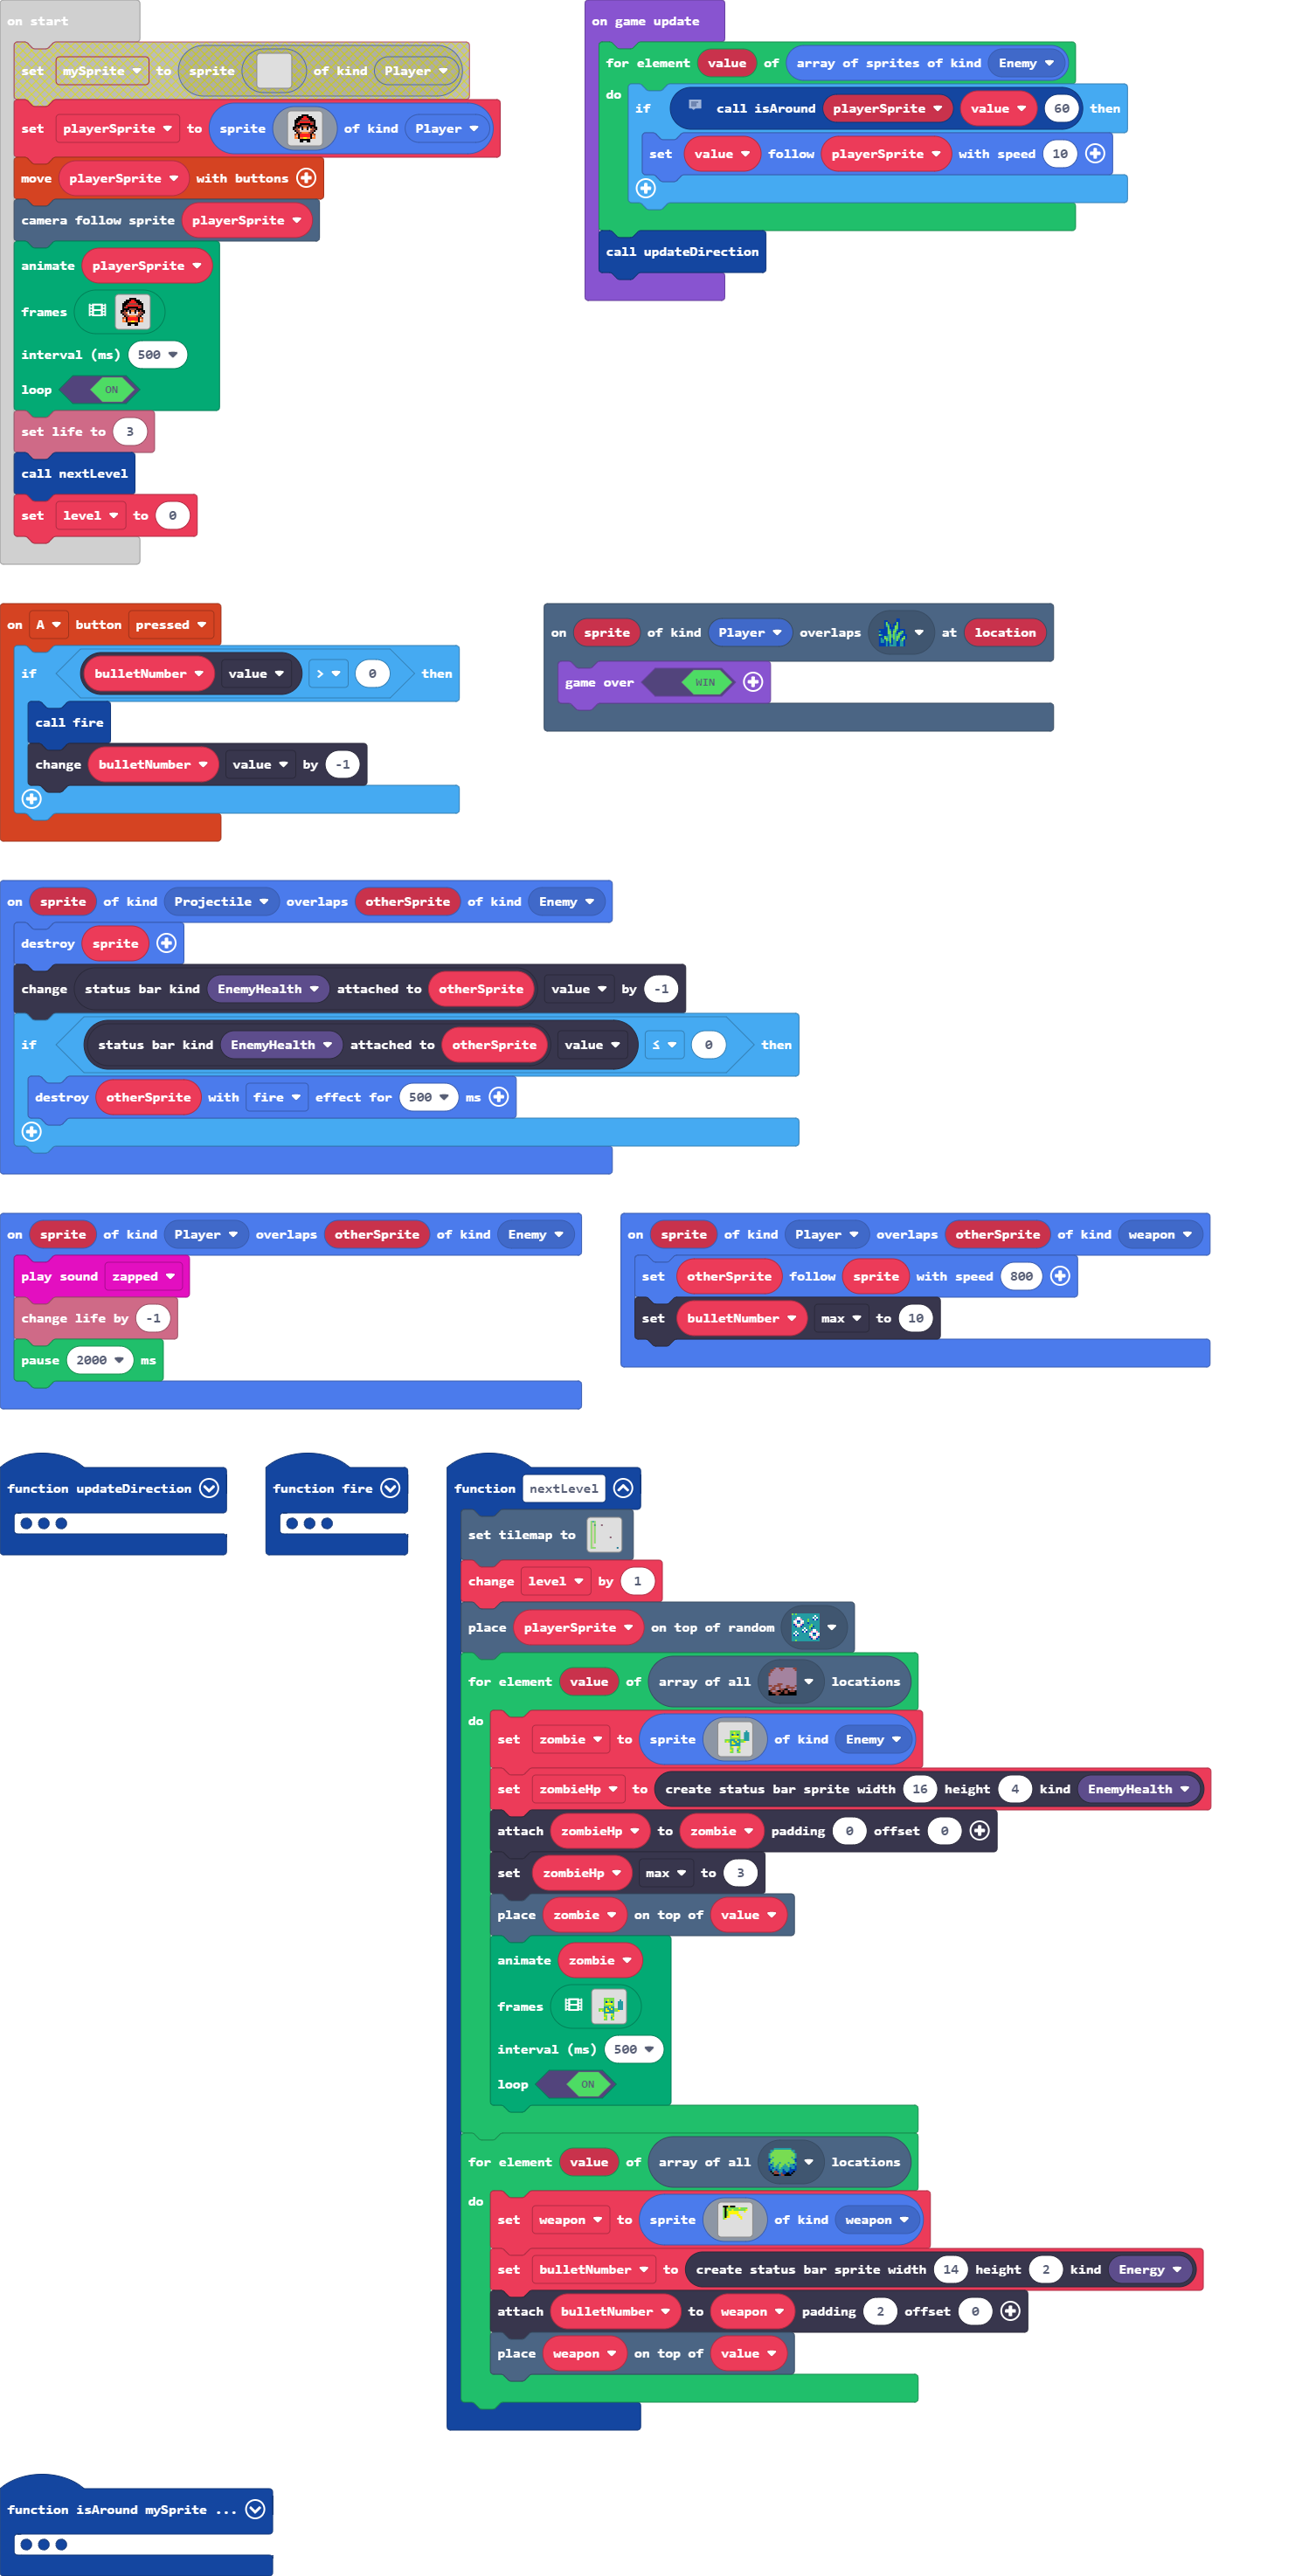 on start
set mySprite to sprite of kind Player
set playerSprite to sprite of kind Player
move playerSprite with buttons
camera follow sprite playerSprite
animate playerSprite
frames
interval (ms) 500
loop ON
set life to 3
call nextLevel
set level to 0
on game update
for element value of array of sprites of kind Enemy
do if call isAround playerSprite value 60 then
set value follow playerSprite with speed 10
call updateDirection
on A button pressed
if bulletNumber value > 0 then
call fire
change bulletNumber value by -1
on sprite of kind Player overlaps at location
game over WIN
on sprite of kind Projectile overlaps otherSprite of kind Enemy
destroy sprite
change status bar kind EnemyHealth attached to otherSprite value by -1
if status bar kind EnemyHealth attached to otherSprite value ≤ 0 then
destroy otherSprite with fire effect for 500 ms
on sprite of kind Player overlaps otherSprite of kind Enemy
play sound zapped
change life by -1
pause 2000 ms
on sprite of kind Player overlaps otherSprite of kind weapon
set otherSprite follow sprite with speed 800
set bulletNumber max to 10
function updateDirection
function fire
function nextLevel
set tilemap to
change level by 1
place playerSprite on top of random
for element value of array of all locations
do set zombie to sprite of kind Enemy
set zombieHp to create status bar sprite width 16 height 4 kind EnemyHealth
attach zombieHp to zombie padding 0 offset 0
set zombieHp max to 3
place zombie on top of value
animate zombie
frames
interval (ms) 500
loop ON
for element value of array of all locations
do set weapon to sprite of kind weapon
set bulletNumber to create status bar sprite width 14 height 2 kind Energy
attach bulletNumber to weapon padding 2 offset 0
place weapon on top of value
function isAround mySprite ...